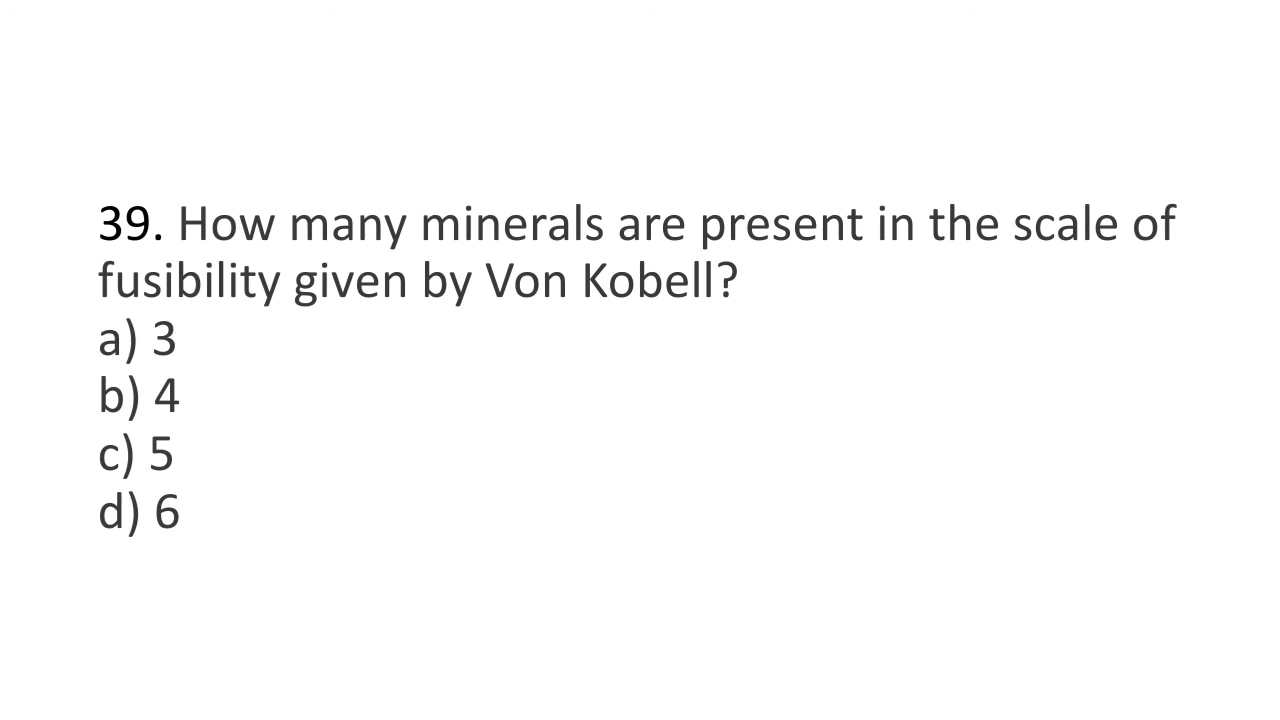 39. How many minerals are present in the scale of
fusibility given by Von Kobell?
a) 3
b) 4
c) 5
d) 6